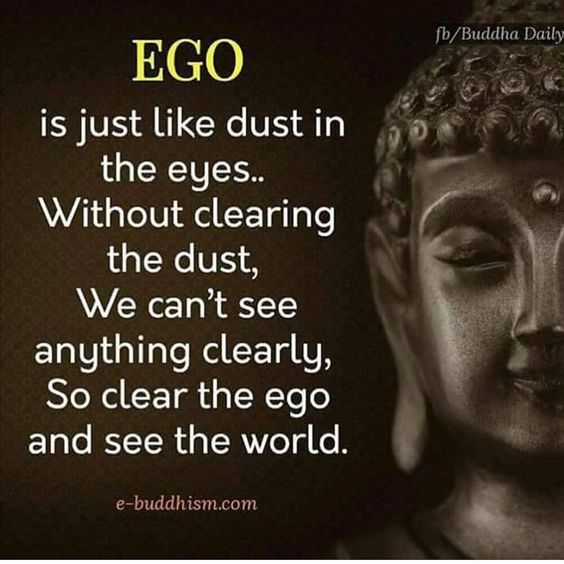 fb/Buddha Daily
EGO
is just like dust in
the eyes..
Without clearing
the dust,
We can't see
anything clearly,
So clear the ego
and see the world.
e-buddhism.com